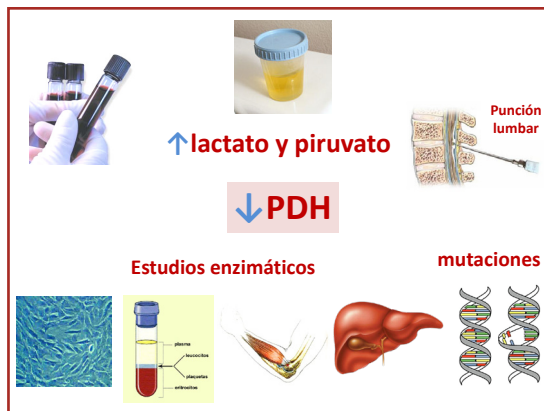 Punción
lumbar
↑lactato y piruvato
↓PDH
Estudios enzimáticos
mutaciones
plasma
leucocitos
plaquetas
eritrocitos